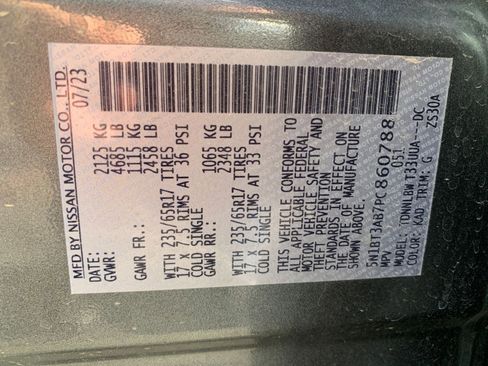 MFD BY NISSAN MOTOR CO., LTD.
DATE: 07/23
GVWR: 2125 KG
4685 LB
GAWR FR.: 1115 KG
2458 LB
WITH 235/65R17 TIRES
17 X 7.5 RIMS AT 36 PSI
COLD SINGLE
GAWR RR.: 1065 KG
2348 LB
WITH 235/65R17 TIRES
17 X 7.5 RIMS AT 33 PSI
COLD SINGLE
THIS VEHICLE CONFORMS TO
ALL APPLICABLE FEDERAL
MOTOR VEHICLE SAFETY AND
THEFT PREVENTION
STANDARDS IN EFFECT ON
THE DATE OF MANUFACTURE
SHOWN ABOVE.
5N1BT3AB7PC860788
MPV 051
MODEL: TDNNLBW T33UUA---DC
COLOR: KAD TRIM: G ZS30A